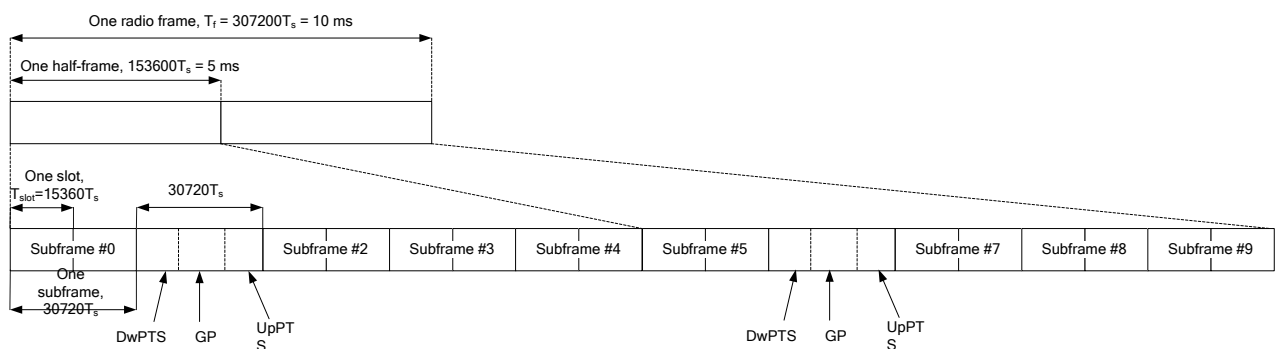 One radio frame, Tf = 307200Ts = 10 ms
One half-frame, 153600Ts = 5 ms
One slot,
Tslot=15360Ts
30720Ts
Subframe #0
Subframe #2
Subframe #3
Subframe #4
Subframe #5
Subframe #7
Subframe #8
Subframe #9
One
subframe,
30720Ts
DwPTS
GP
UpPT
S
DwPTS
GP
UpPT
S